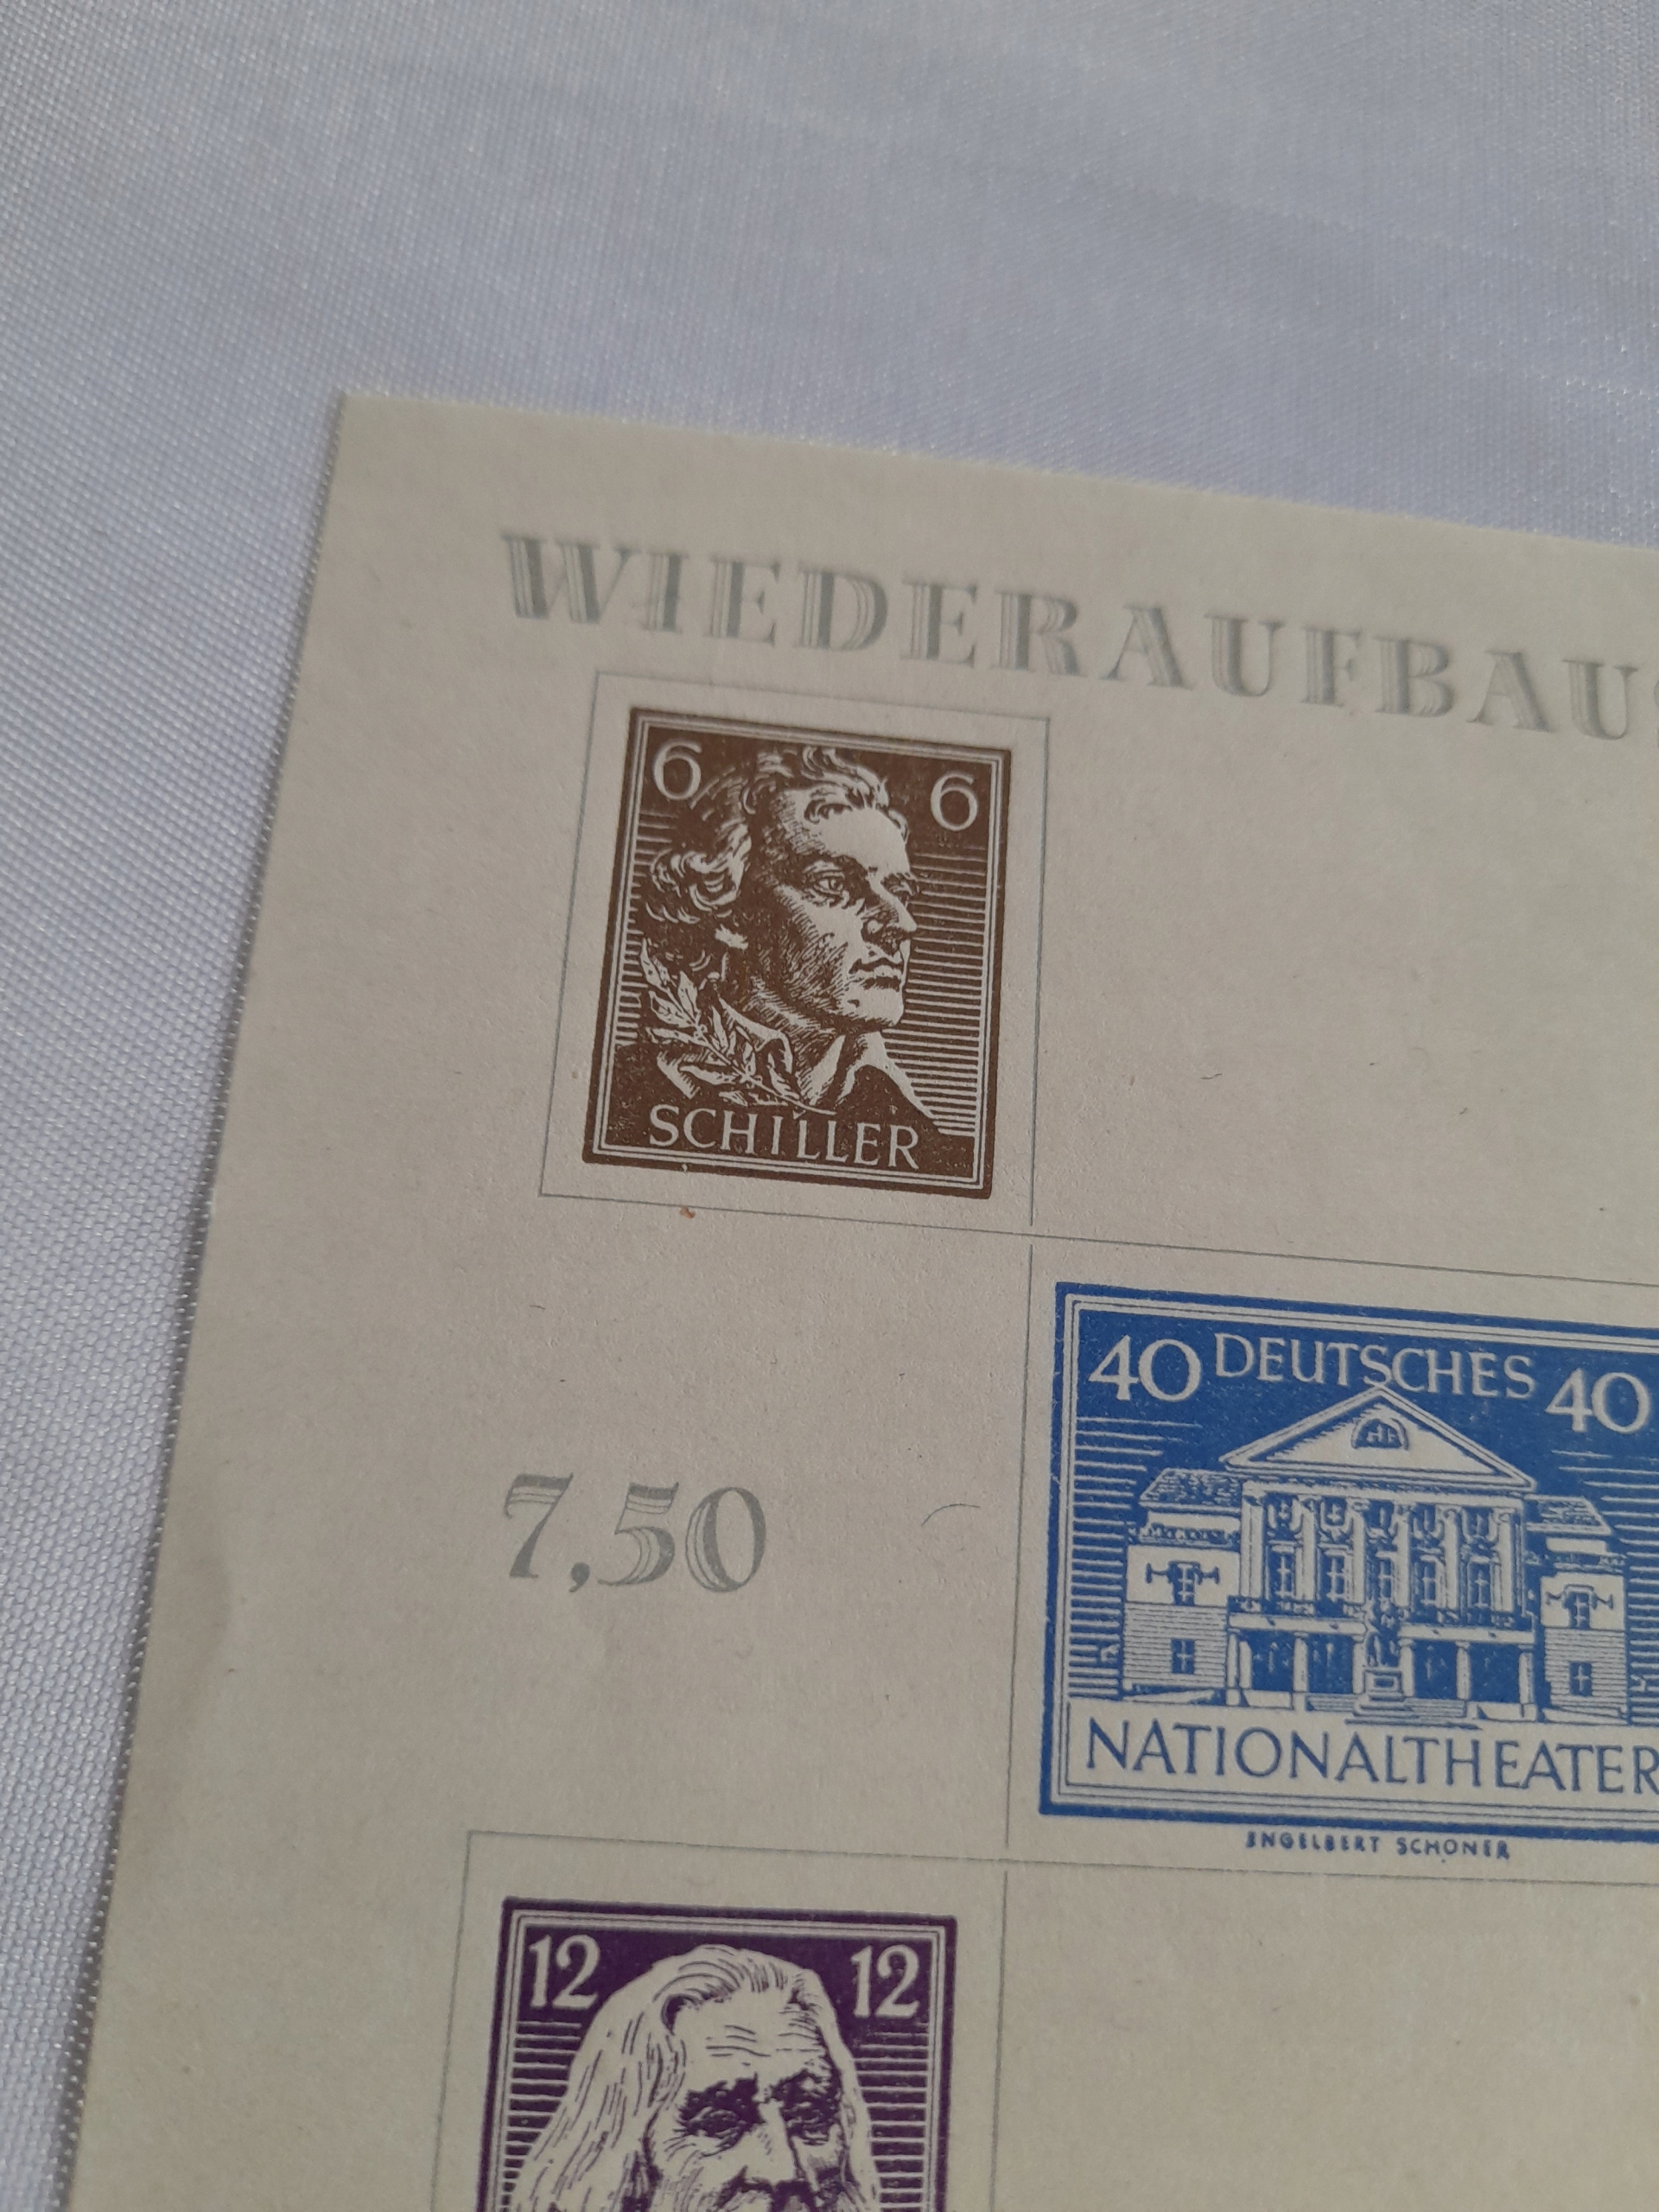 WIEDERAUFBAU
6 6
SCHILLER
40 DEUTSCHES 40
7,50
NATIONALTHEATER
ENGELBERT SCHONER
12 12